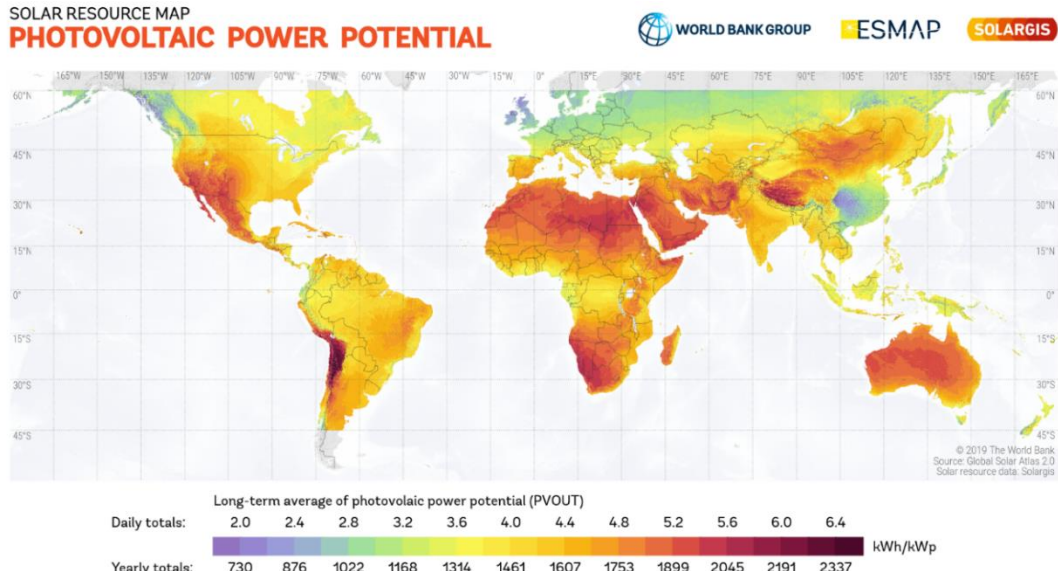 SOLAR RESOURCE MAP
PHOTOVOLTAIC POWER POTENTIAL
WORLD BANK GROUP
ESMAP
SOLARGIS
165°W 155°W 135°W 105°W 105°W 90°W 75°W 60°W 45°W 30°W 15°W 0° 15°E 30°E 45°E 60°E 75°E 90°E 105°E 120°E 135°E 150°E 165°E
60°N 60°N
45°N 45°N
30°N 30°N
15°N 15°N
0° 0°
15°S 15°S
30°S 30°S
45°S 45°S
© 2019 The World Bank
Source: Global Solar Atlas 2.0
Solar resource data: Solargis
Long-term average of photovolaic power potential (PVOUT)
Daily totals: 2.0 2.4 2.8 3.2 3.6 4.0 4.4 4.8 5.2 5.6 6.0 6.4
kWh/kWp
Yearly totals: 730 876 1022 1168 1314 1461 1607 1753 1899 2045 2191 2337